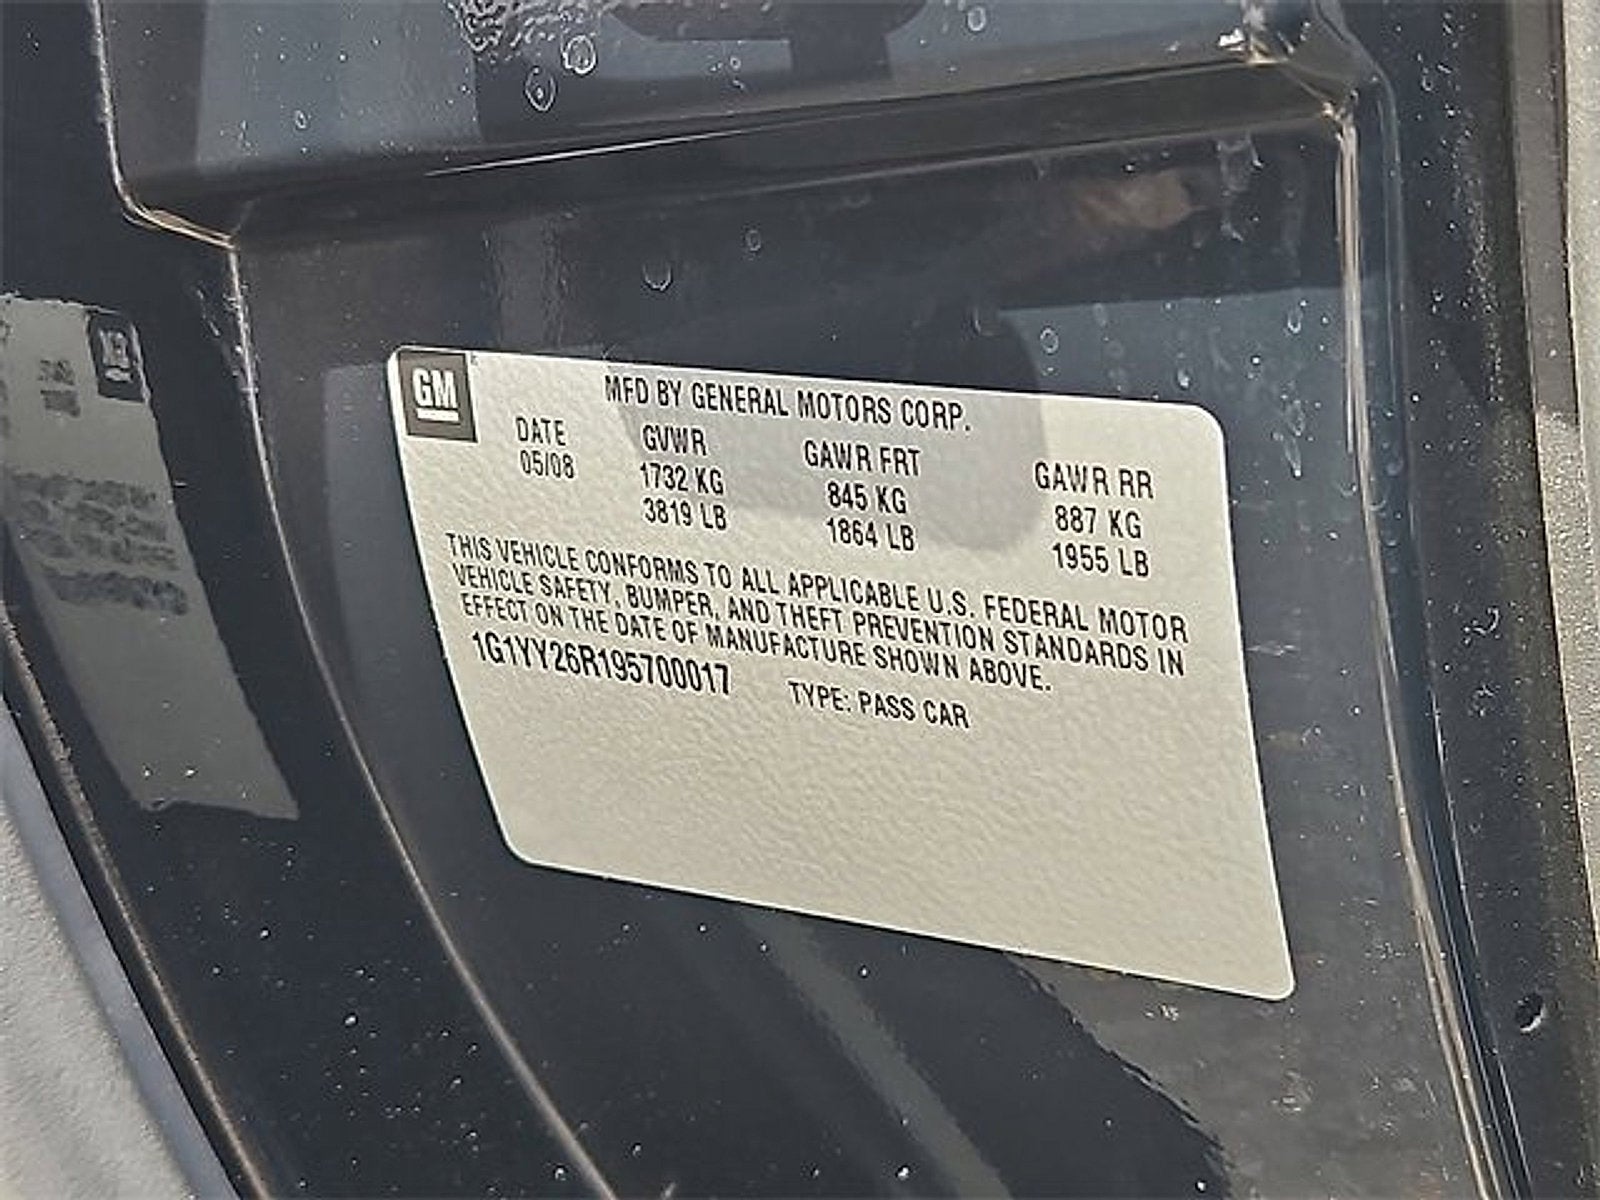 GM
MFD BY GENERAL MOTORS CORP.
DATE GVWR GAWR FRT GAWR RR
05/08 1732 KG 845 KG 887 KG
3819 LB 1864 LB 1955 LB
THIS VEHICLE CONFORMS TO ALL APPLICABLE U.S. FEDERAL MOTOR
VEHICLE SAFETY, BUMPER, AND THEFT PREVENTION STANDARDS IN
EFFECT ON THE DATE OF MANUFACTURE SHOWN ABOVE.
1G1YY26R195700017 TYPE: PASS CAR